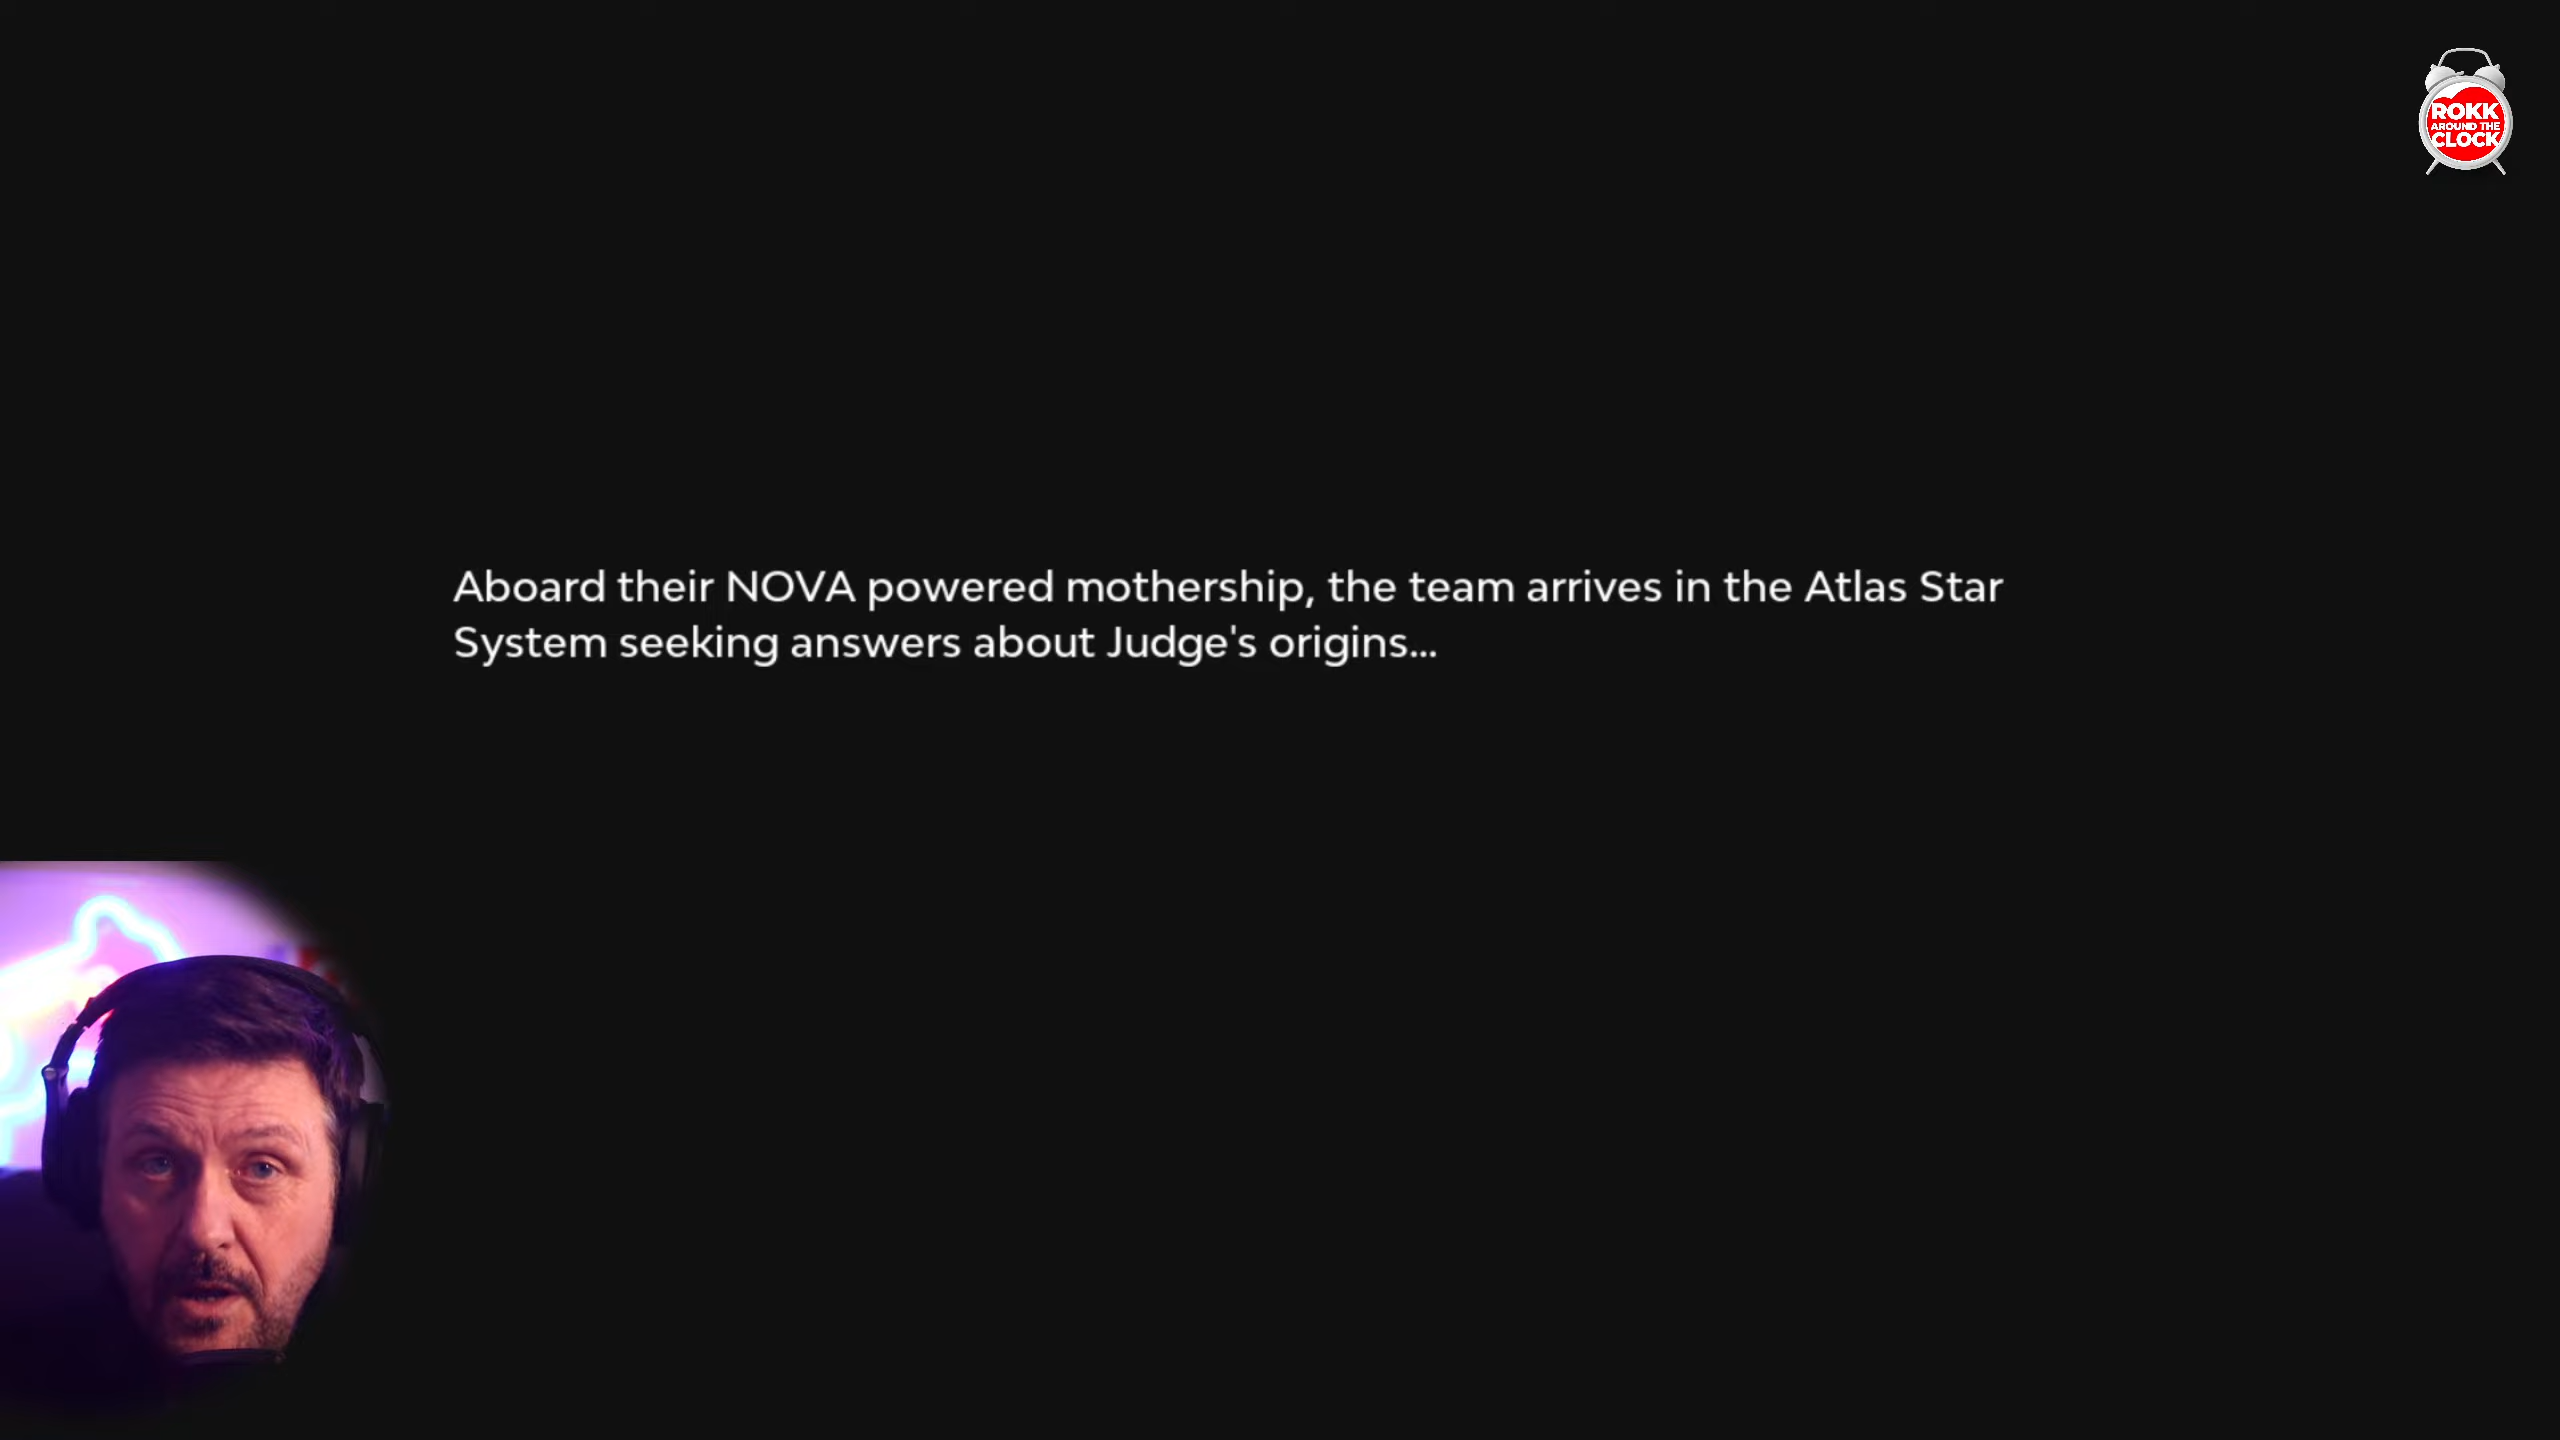 ROKK
AROUND THE
CLOCK
Aboard their NOVA powered mothership, the team arrives in the Atlas Star
System seeking answers about Judge's origins...